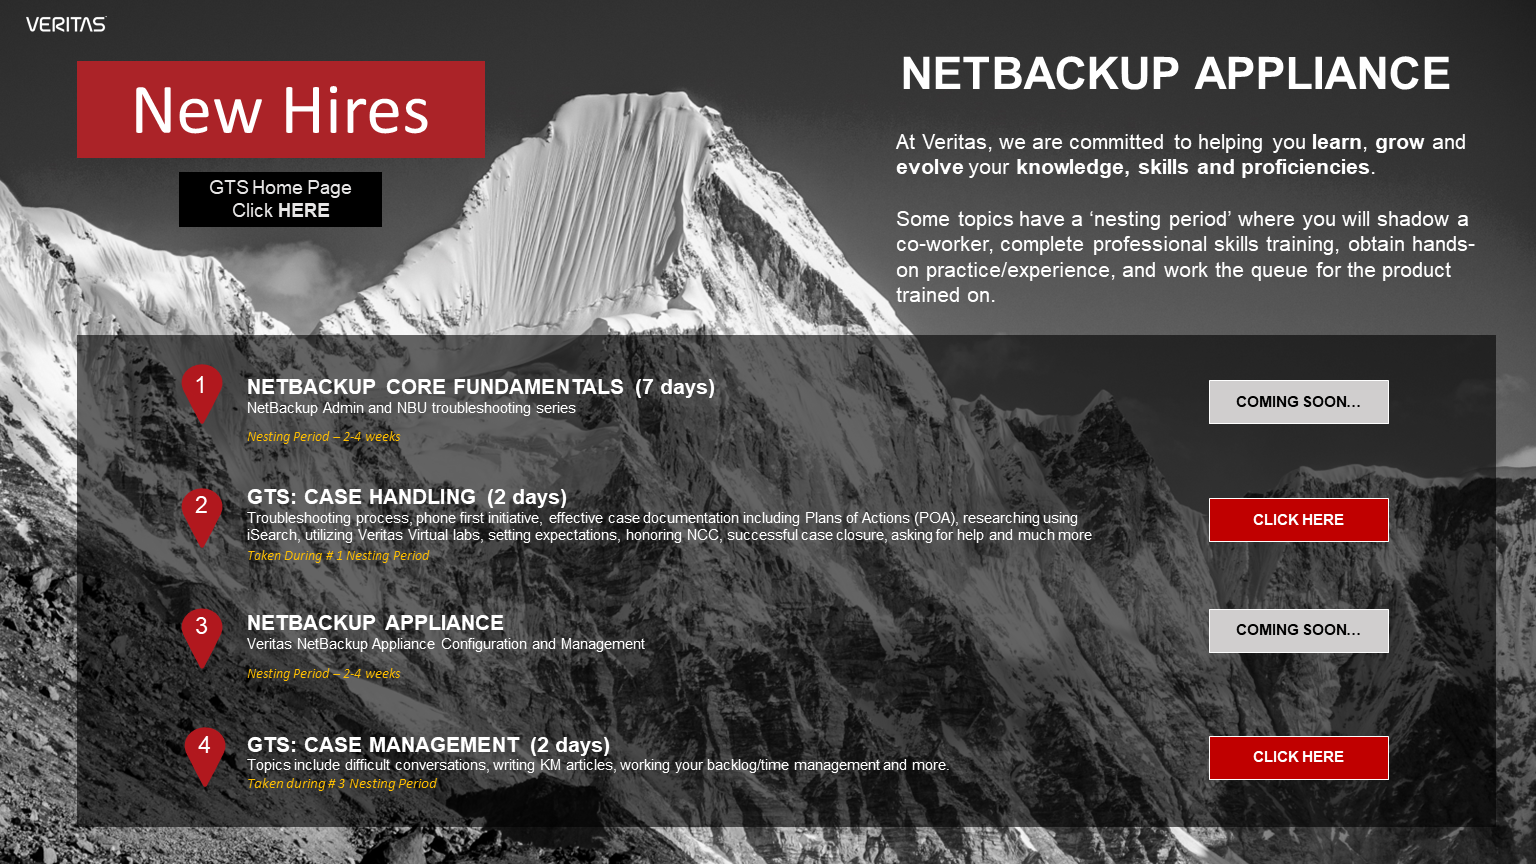 VERITAS
New Hires
GTS Home Page
Click HERE
NETBACKUP APPLIANCE
At Veritas, we are committed to helping you learn, grow and
evolve your knowledge, skills and proficiencies.
Some topics have a ‘nesting period’ where you will shadow a
co-worker, complete professional skills training, obtain hands-
on practice/experience, and work the queue for the product
trained on.
1
NETBACKUP CORE FUNDAMENTALS (7 days)
NetBackup Admin and NBU troubleshooting series
Nesting Period – 2-4 weeks
COMING SOON…
2
GTS: CASE HANDLING (2 days)
Troubleshooting process, phone first initiative, effective case documentation including Plans of Actions (POA), researching using
iSearch, utilizing Veritas Virtual labs, setting expectations, honoring NCC, successful case closure, asking for help and much more
Taken During # 1 Nesting Period
CLICK HERE
3
NETBACKUP APPLIANCE
Veritas NetBackup Appliance Configuration and Management
Nesting Period – 2-4 weeks
COMING SOON…
4
GTS: CASE MANAGEMENT (2 days)
Topics include difficult conversations, writing KM articles, working your backlog/time management and more.
Taken during # 3 Nesting Period
CLICK HERE